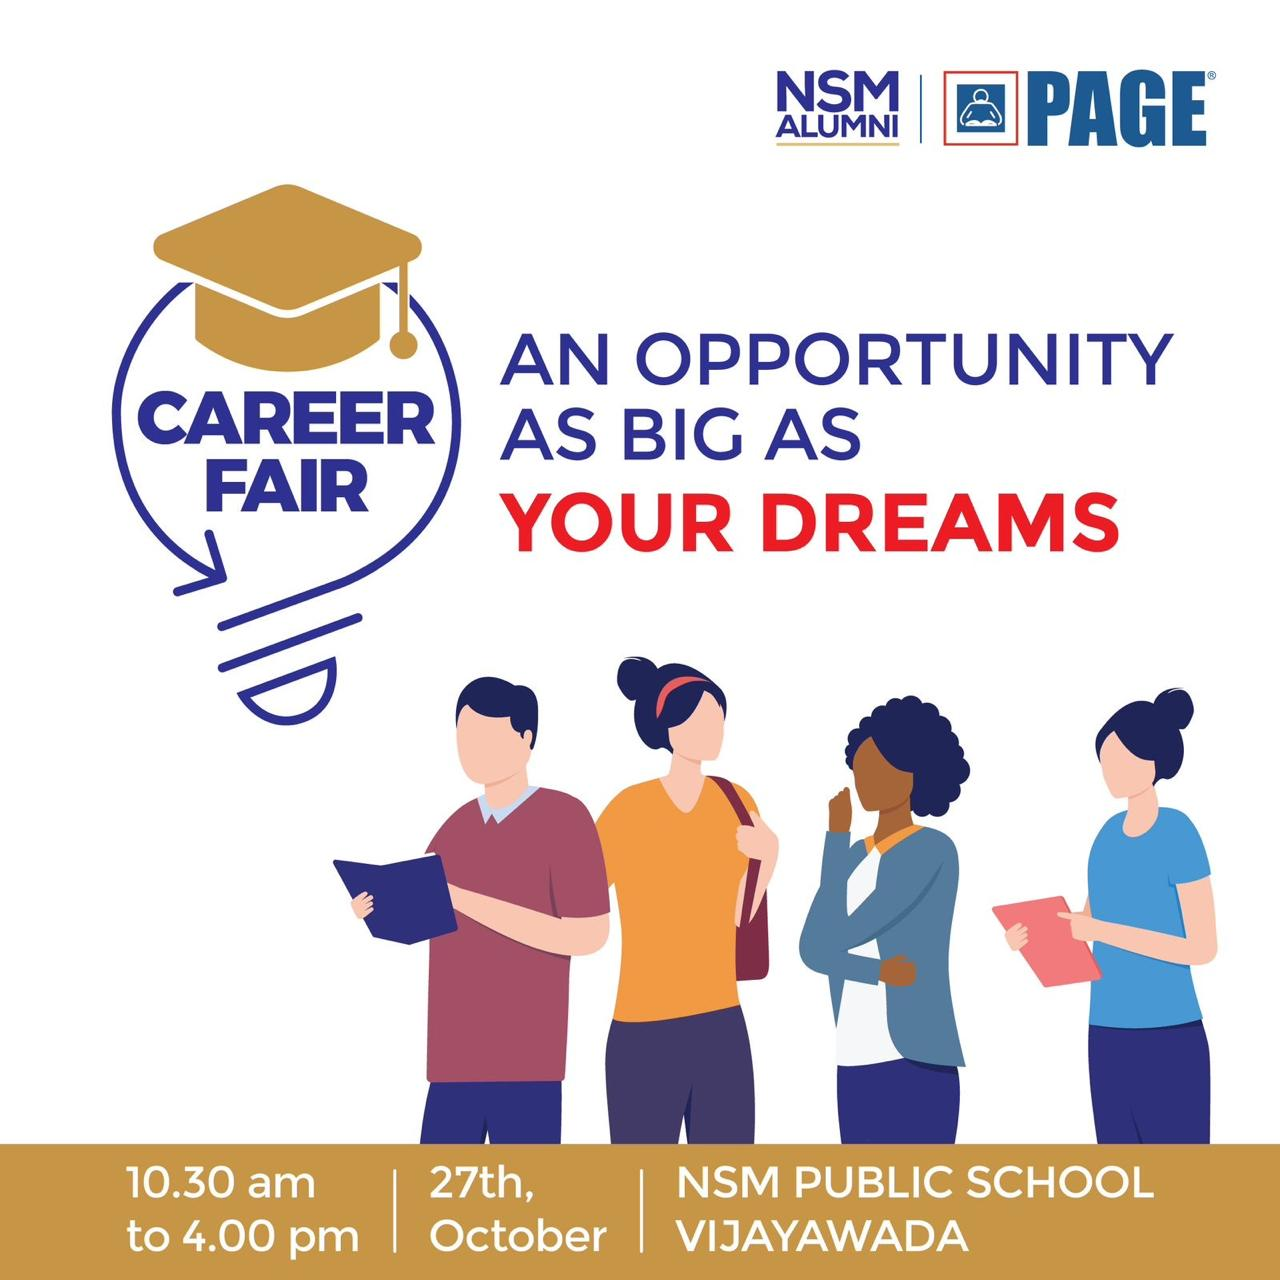 NSM
ALUMNI
PAGE®
CAREER
FAIR
AN OPPORTUNITY
AS BIG AS
YOUR DREAMS
10.30 am
to 4.00 pm
27th,
October
NSM PUBLIC SCHOOL
VIJAYAWADA